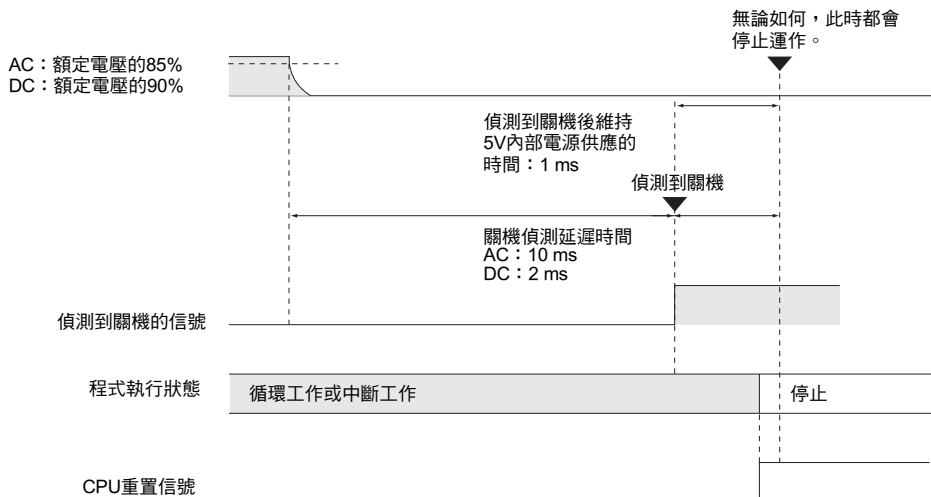 無論如何，此時都會
停止運作。
AC：額定電壓的85%
DC：額定電壓的90%
偵測到關機後維持
5V內部電源供應的
時間：1 ms
偵測到關機
關機偵測延遲時間
AC：10 ms
DC：2 ms
偵測到關機的信號
程式執行狀態
循環工作或中斷工作
停止
CPU重置信號